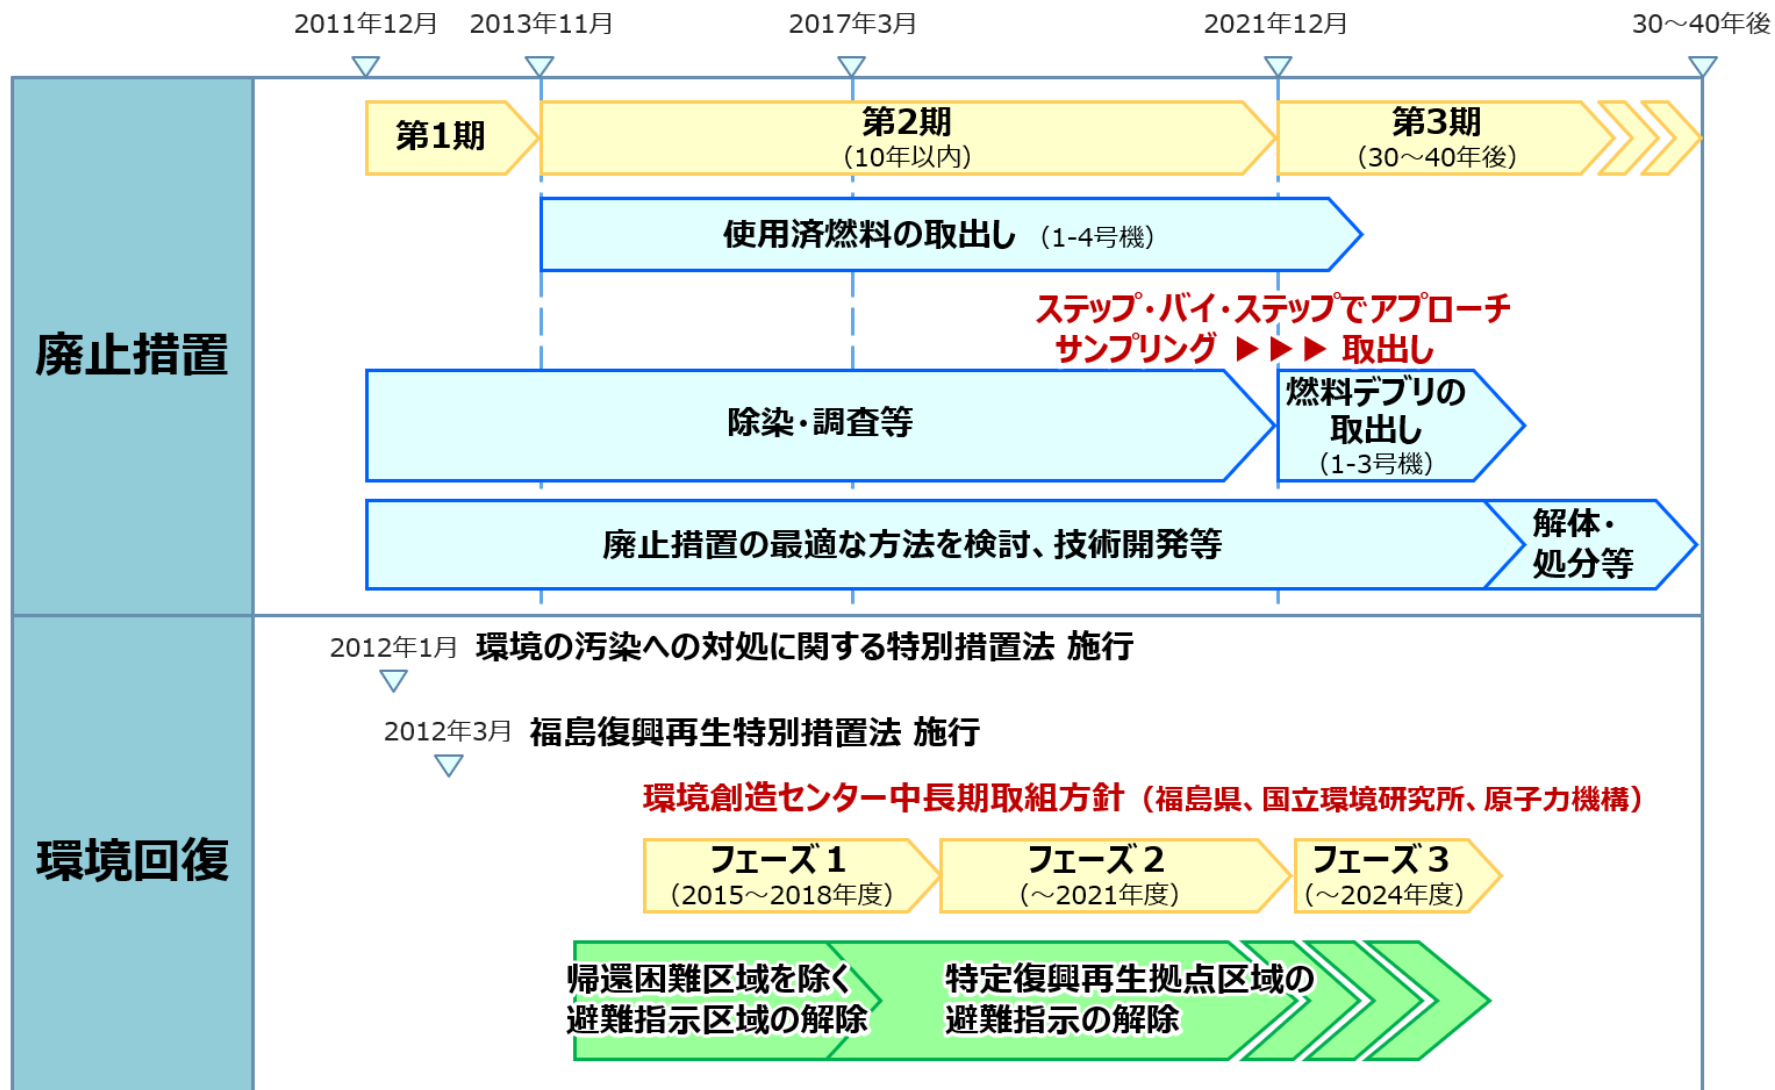 2011年12月
2013年11月
2017年3月
2021年12月
30～40年後
廃止措置
第1期
第2期
（10年以内）
第3期
（30～40年後）
使用済燃料の取出し （1-4号機）
ステップ・バイ・ステップでアプローチ
サンプリング ▶▶▶ 取出し
除染・調査等
燃料デブリの
取出し
（1-3号機）
廃止措置の最適な方法を検討、技術開発等
解体・
処分等
環境回復
2012年1月 環境の汚染への対処に関する特別措置法 施行
2012年3月 福島復興再生特別措置法 施行
環境創造センター中長期取組方針（福島県、国立環境研究所、原子力機構）
フェーズ 1
（2015～2018年度）
フェーズ 2
（～2021年度）
フェーズ 3
（～2024年度）
帰還困難区域を除く
避難指示区域の解除
特定復興再生拠点区域の
避難指示の解除